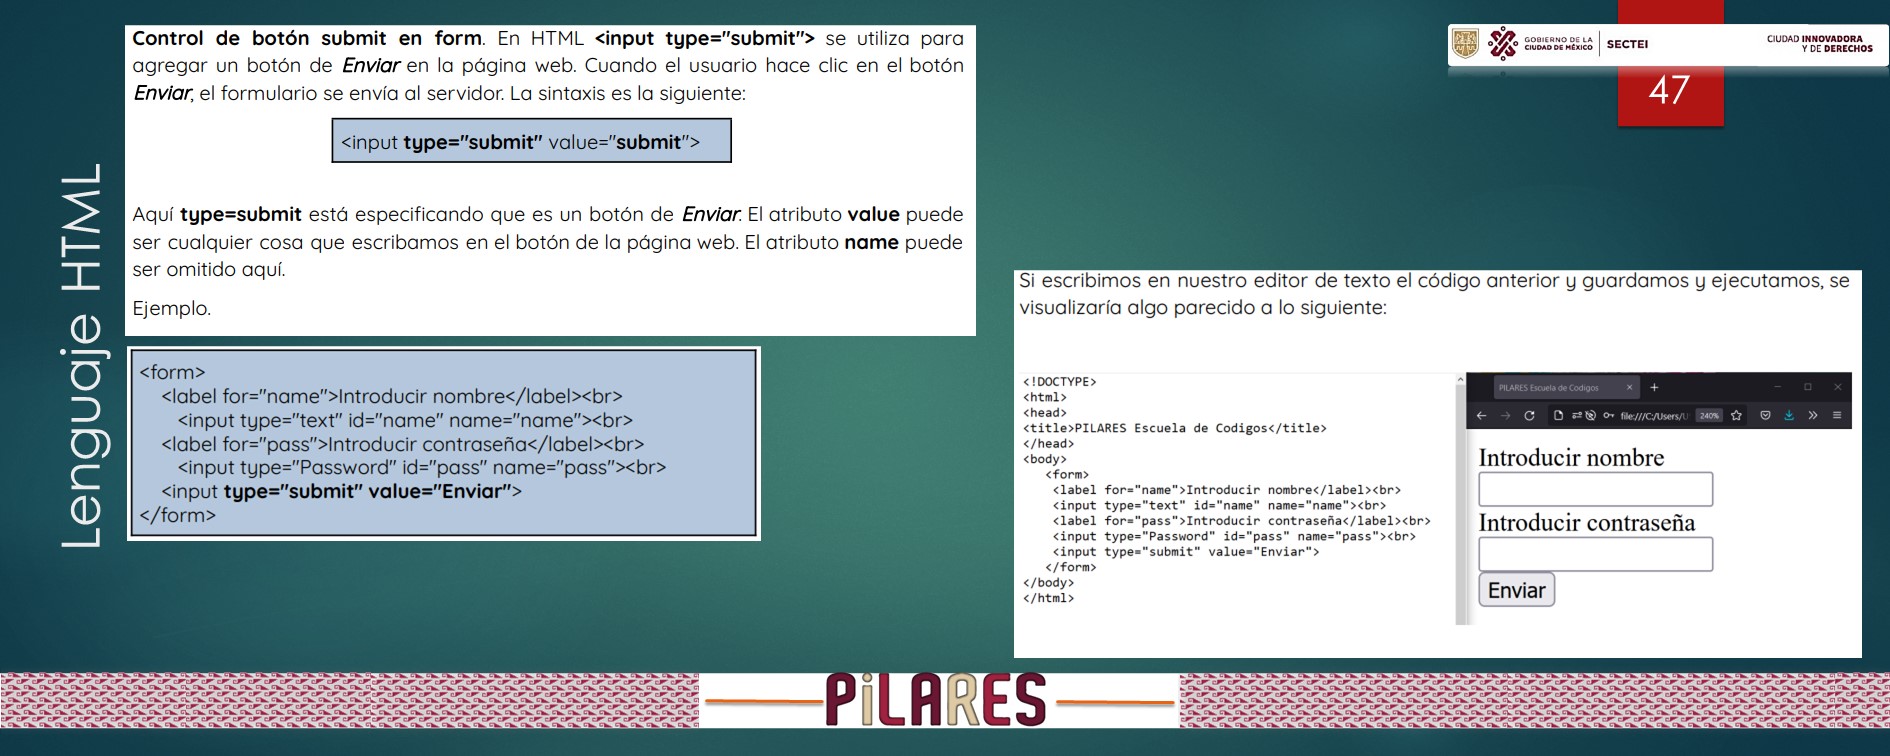 Lenguaje HTML
Control de botón submit en form. En HTML <input type="submit"> se utiliza para
agregar un botón de Enviar en la página web. Cuando el usuario hace clic en el botón
Enviar, el formulario se envía al servidor. La sintaxis es la siguiente:
<input type="submit" value="submit">
Aquí type=submit está especificando que es un botón de Enviar. El atributo value puede
ser cualquier cosa que escribamos en el botón de la página web. El atributo name puede
ser omitido aquí.
Ejemplo.
<form>
<label for="name">Introducir nombre</label><br>
<input type="text" id="name" name="name"><br>
<label for="pass">Introducir contraseña</label><br>
<input type="Password" id="pass" name="pass"><br>
<input type="submit" value="Enviar">
</form>
GOBIERNO DE LA
CIUDAD DE MÉXICO
SECTEI
CIUDAD INNOVADORA
Y DE DERECHOS
47
Si escribimos en nuestro editor de texto el código anterior y guardamos y ejecutamos, se
visualizaría algo parecido a lo siguiente:
<!DOCTYPE>
<html>
<head>
<title>PILARES Escuela de Codigos</title>
</head>
<body>
<form>
<label for="name">Introducir nombre</label><br>
<input type="text" id="name" name="name"><br>
<label for="pass">Introducir contraseña</label><br>
<input type="Password" id="pass" name="pass"><br>
<input type="submit" value="Enviar">
</form>
</body>
</html>
PILARES Escuela de Codigos
file:///C:/Users/U
240%
Introducir nombre
Introducir contraseña
Enviar
PiLARES